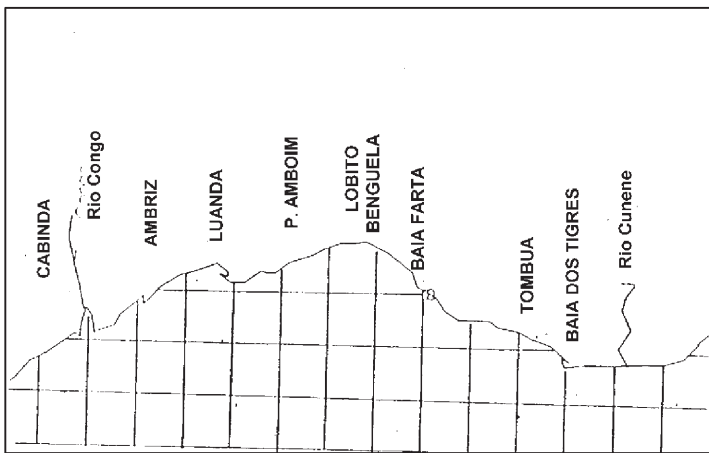 CABINDA
Rio Congo
AMBRIZ
LUANDA
P. AMBOIM
LOBITO
BENGUELA
BAIA FARTA
TOMBUA
BAIA DOS TIGRES
Rio Cunene